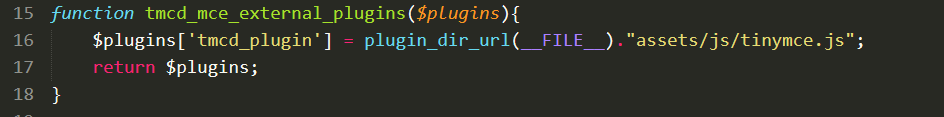 15 function tmcd_mce_external_plugins($plugins){
16     $plugins['tmcd_plugin'] = plugin_dir_url(__FILE__)."assets/js/tinymce.js";
17     return $plugins;
18 }